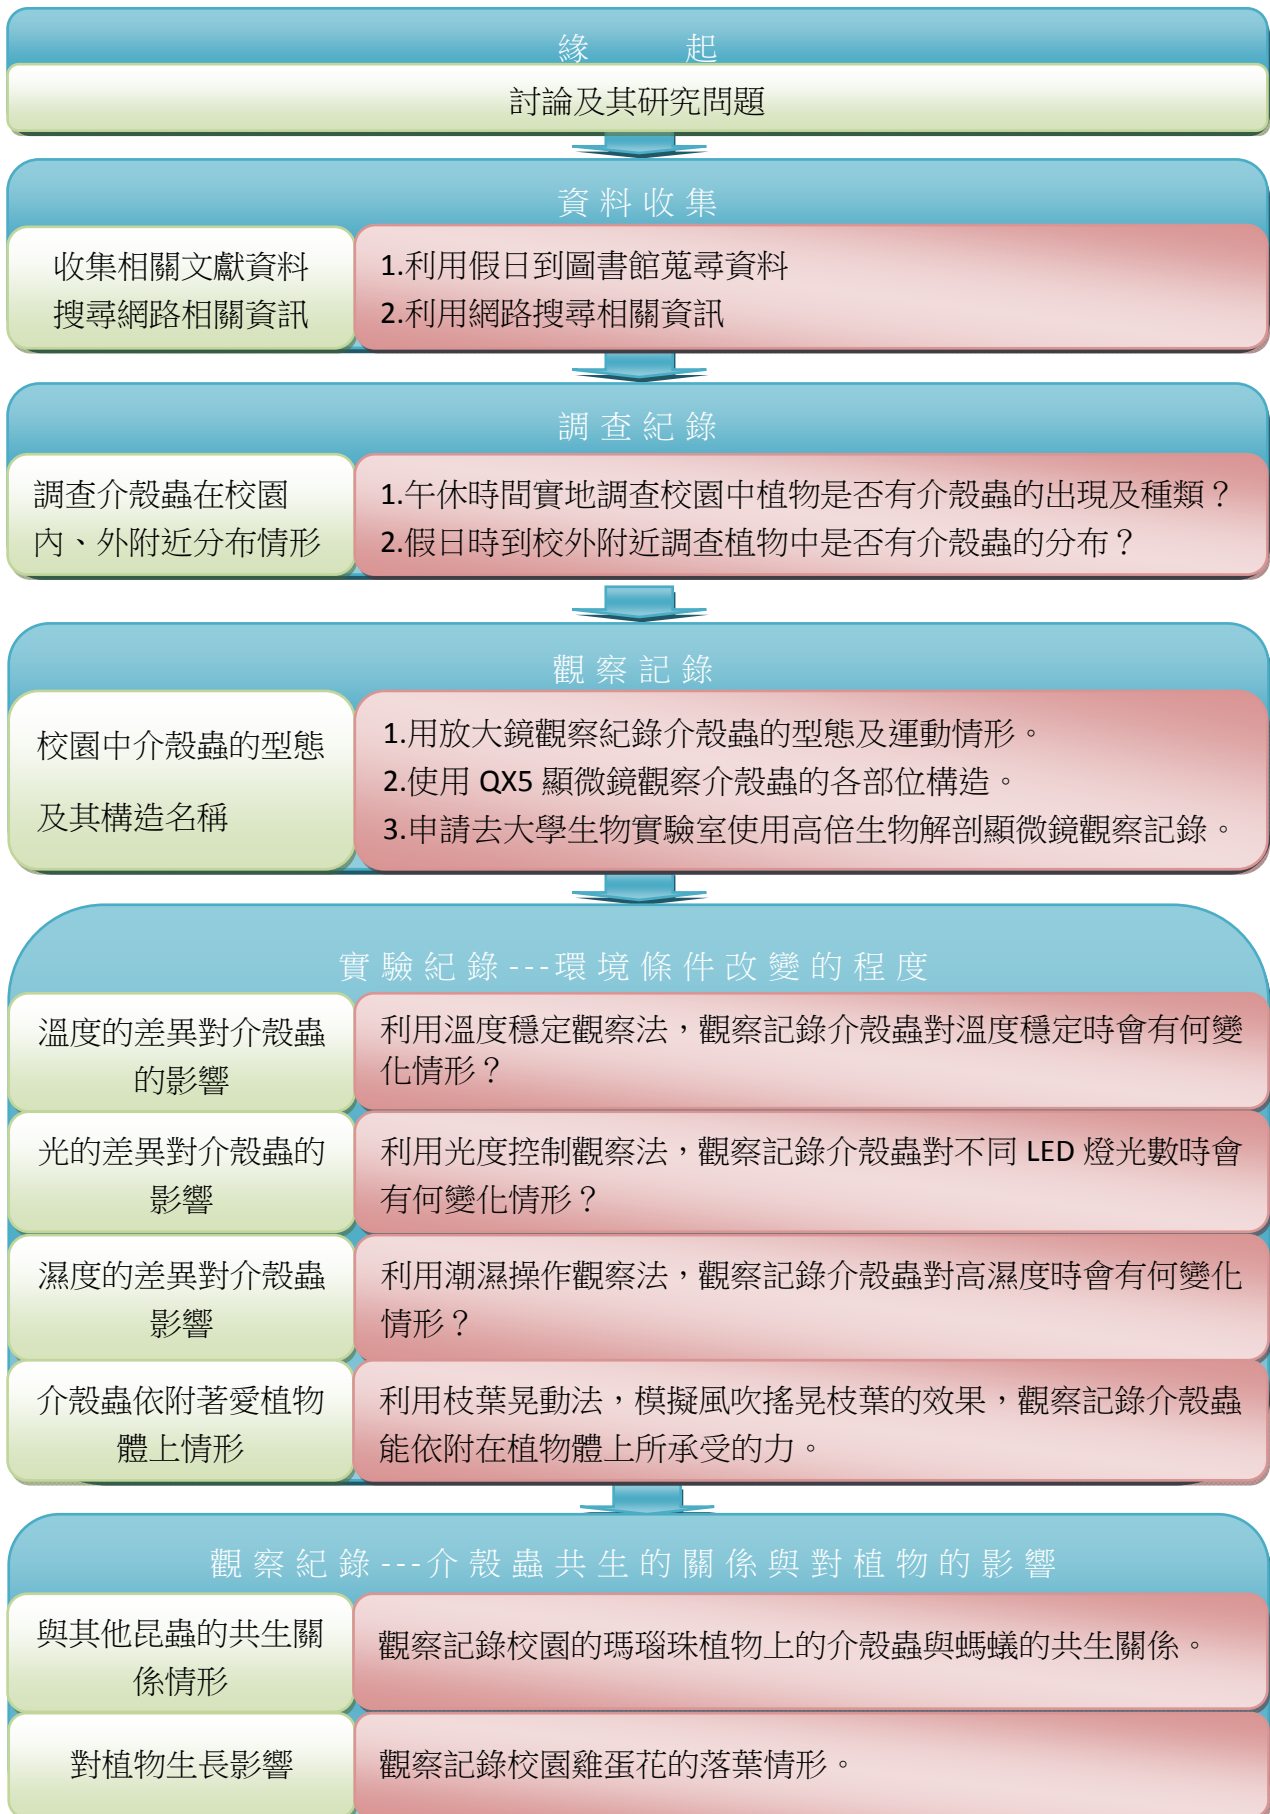 緣　　　起
討論及其研究問題
資料收集
收集相關文獻資料
搜尋網路相關資訊
1.利用假日到圖書館蒐尋資料
2.利用網路搜尋相關資訊
調查紀錄
調查介殼蟲在校園
內、外附近分布情形
1.午休時間實地調查校園中植物是否有介殼蟲的出現及種類？
2.假日時到校外附近調查植物中是否有介殼蟲的分布？
觀察記錄
校園中介殼蟲的型態
及其構造名稱
1.用放大鏡觀察紀錄介殼蟲的型態及運動情形。
2.使用 QX5 顯微鏡觀察介殼蟲的各部位構造。
3.申請去大學生物實驗室使用高倍生物解剖顯微鏡觀察記錄。
實驗紀錄---環境條件改變的程度
溫度的差異對介殼蟲
的影響
利用溫度穩定觀察法，觀察記錄介殼蟲對溫度穩定時會有何變
化情形？
光的差異對介殼蟲的
影響
利用光度控制觀察法，觀察記錄介殼蟲對不同 LED 燈光數時會
有何變化情形？
濕度的差異對介殼蟲
影響
利用潮濕操作觀察法，觀察記錄介殼蟲對高濕度時會有何變化
情形？
介殼蟲依附著愛植物
體上情形
利用枝葉晃動法，模擬風吹搖晃枝葉的效果，觀察記錄介殼蟲
能依附在植物體上所承受的力。
觀察紀錄---介殼蟲共生的關係與對植物的影響
與其他昆蟲的共生關
係情形
觀察記錄校園的瑪瑙珠植物上的介殼蟲與螞蟻的共生關係。
對植物生長影響
觀察記錄校園雞蛋花的落葉情形。